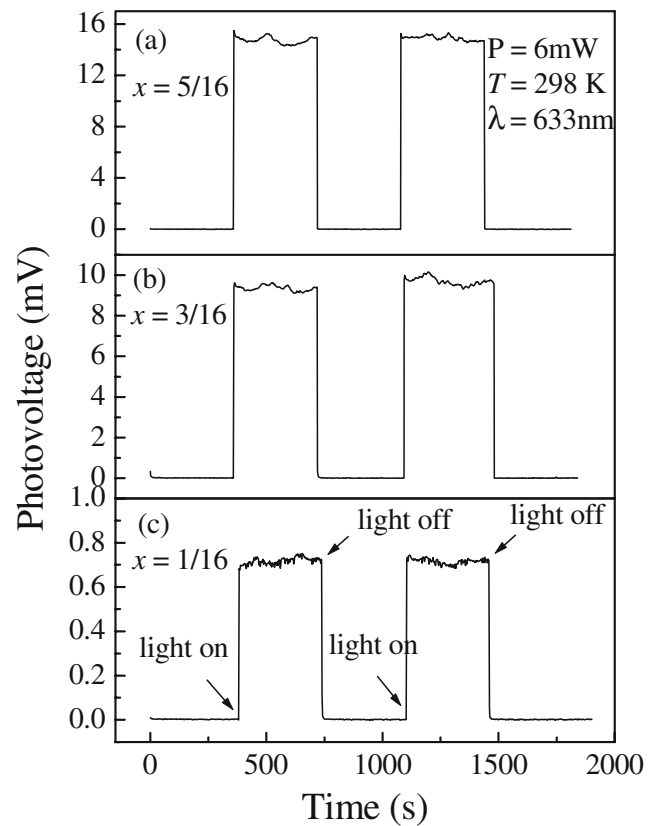 Photovoltage (mV)
16
12
8
4
0
(a)
x = 5/16
P = 6mW
T = 298 K
λ = 633nm
10
8
6
4
2
0
(b)
x = 3/16
1.0
0.8
0.6
0.4
0.2
0.0
(c)
x = 1/16
light off
light off
light on
light on
0 500 1000 1500 2000
Time (s)